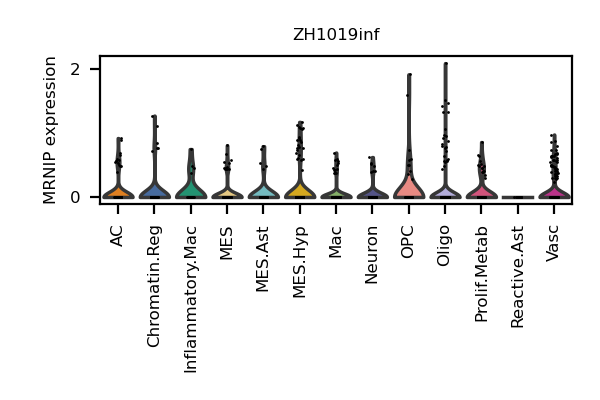 ZH1019inf
MRNIP expression
2
0
AC
Chromatin.Reg
Inflammatory.Mac
MES
MES.Ast
MES.Hyp
Mac
Neuron
OPC
Oligo
Prolif.Metab
Reactive.Ast
Vasc